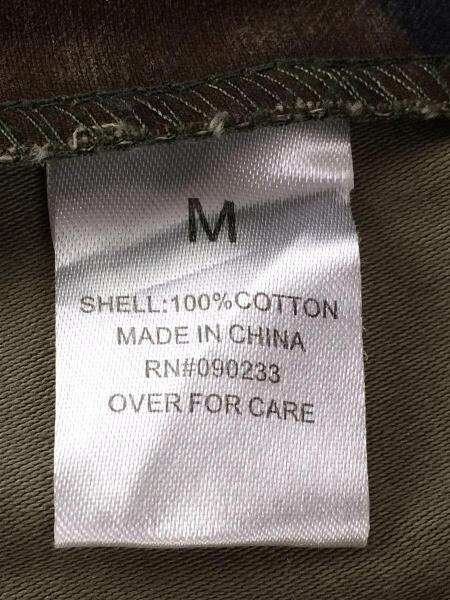 M
SHELL:100%COTTON
MADE IN CHINA
RN#090233
OVER FOR CARE